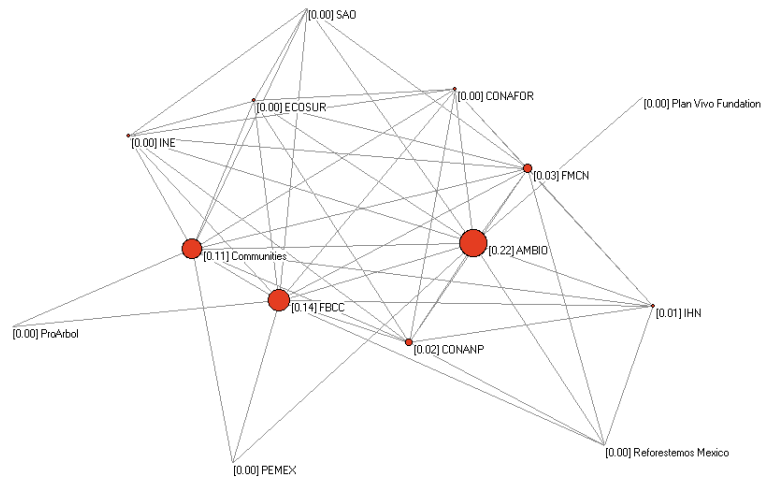 [0.00] SAO
[0.00] CONAFOR
[0.00] ECOSUR
[0.00] Plan Vivo Fundation
[0.00] INE
[0.03] FMCN
[0.22] AMBIO
[0.11] Communities
[0.14] FBCC
[0.01] IHN
[0.00] ProArbol
[0.02] CONANP
[0.00] Reforestemos Mexico
[0.00] PEMEX